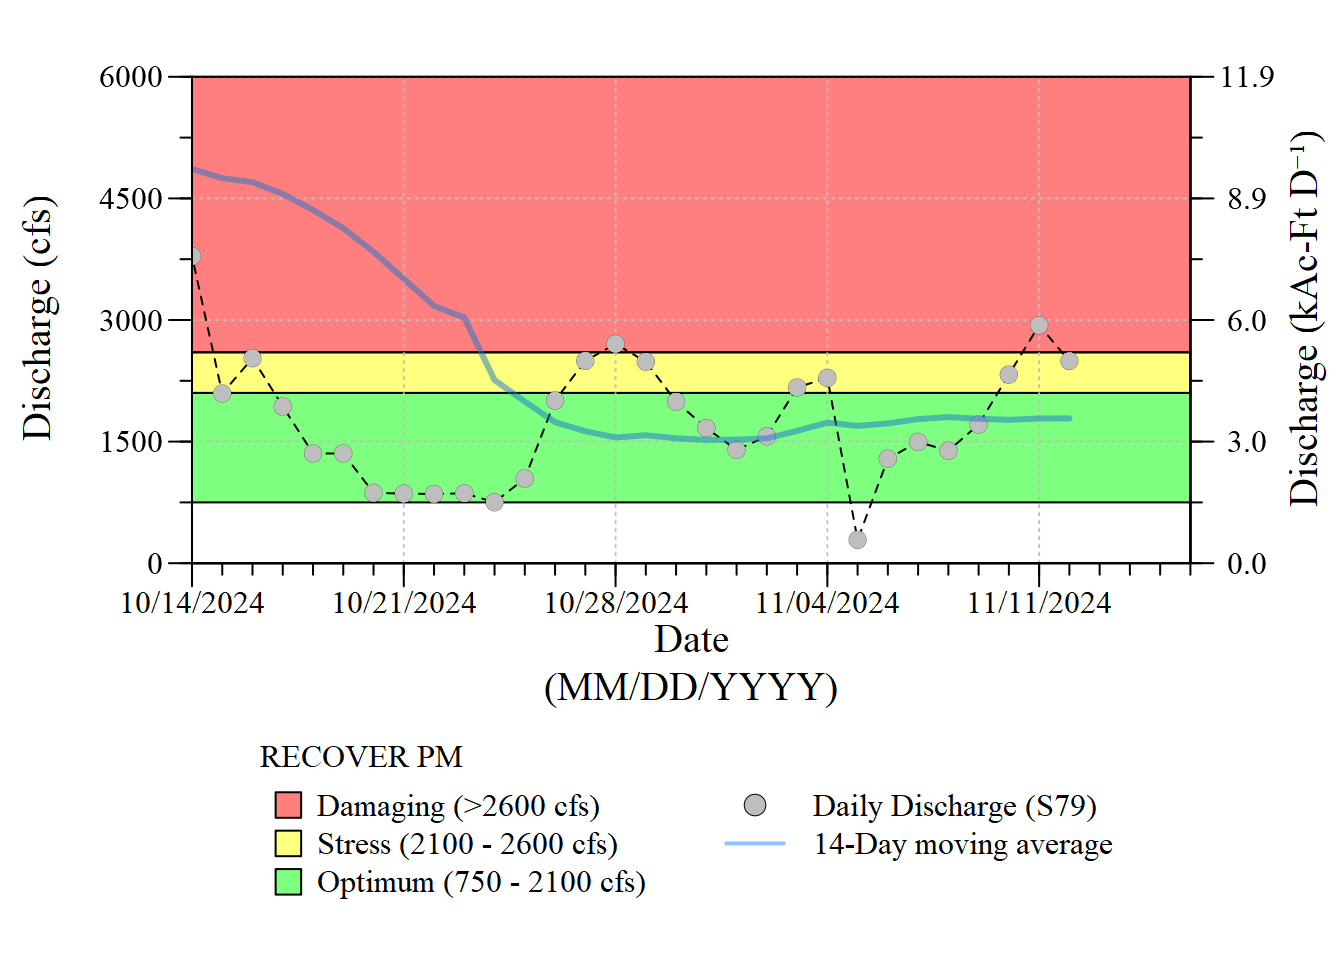 6000
4500
3000
1500
0
Discharge (cfs)
11.9
8.9
6.0
3.0
0.0
Discharge (kAc-Ft D⁻¹)
10/14/2024 10/21/2024 10/28/2024 11/04/2024 11/11/2024
Date
(MM/DD/YYYY)
RECOVER PM
Damaging (>2600 cfs)
Stress (2100 - 2600 cfs)
Optimum (750 - 2100 cfs)
Daily Discharge (S79)
14-Day moving average